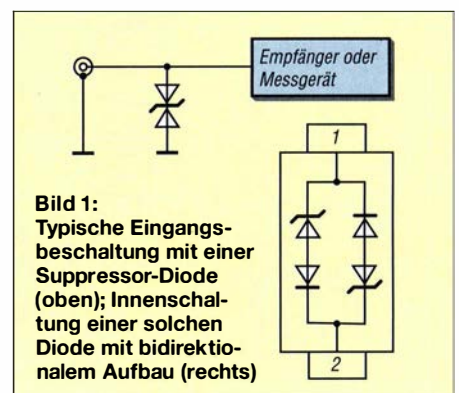 Empfänger oder
Messgerät
1
Bild 1:
Typische Eingangs-
beschaltung mit einer
Suppressor-Diode
(oben); Innenschal-
tung einer solchen
Diode mit bidirektio-
nalem Aufbau (rechts)
2